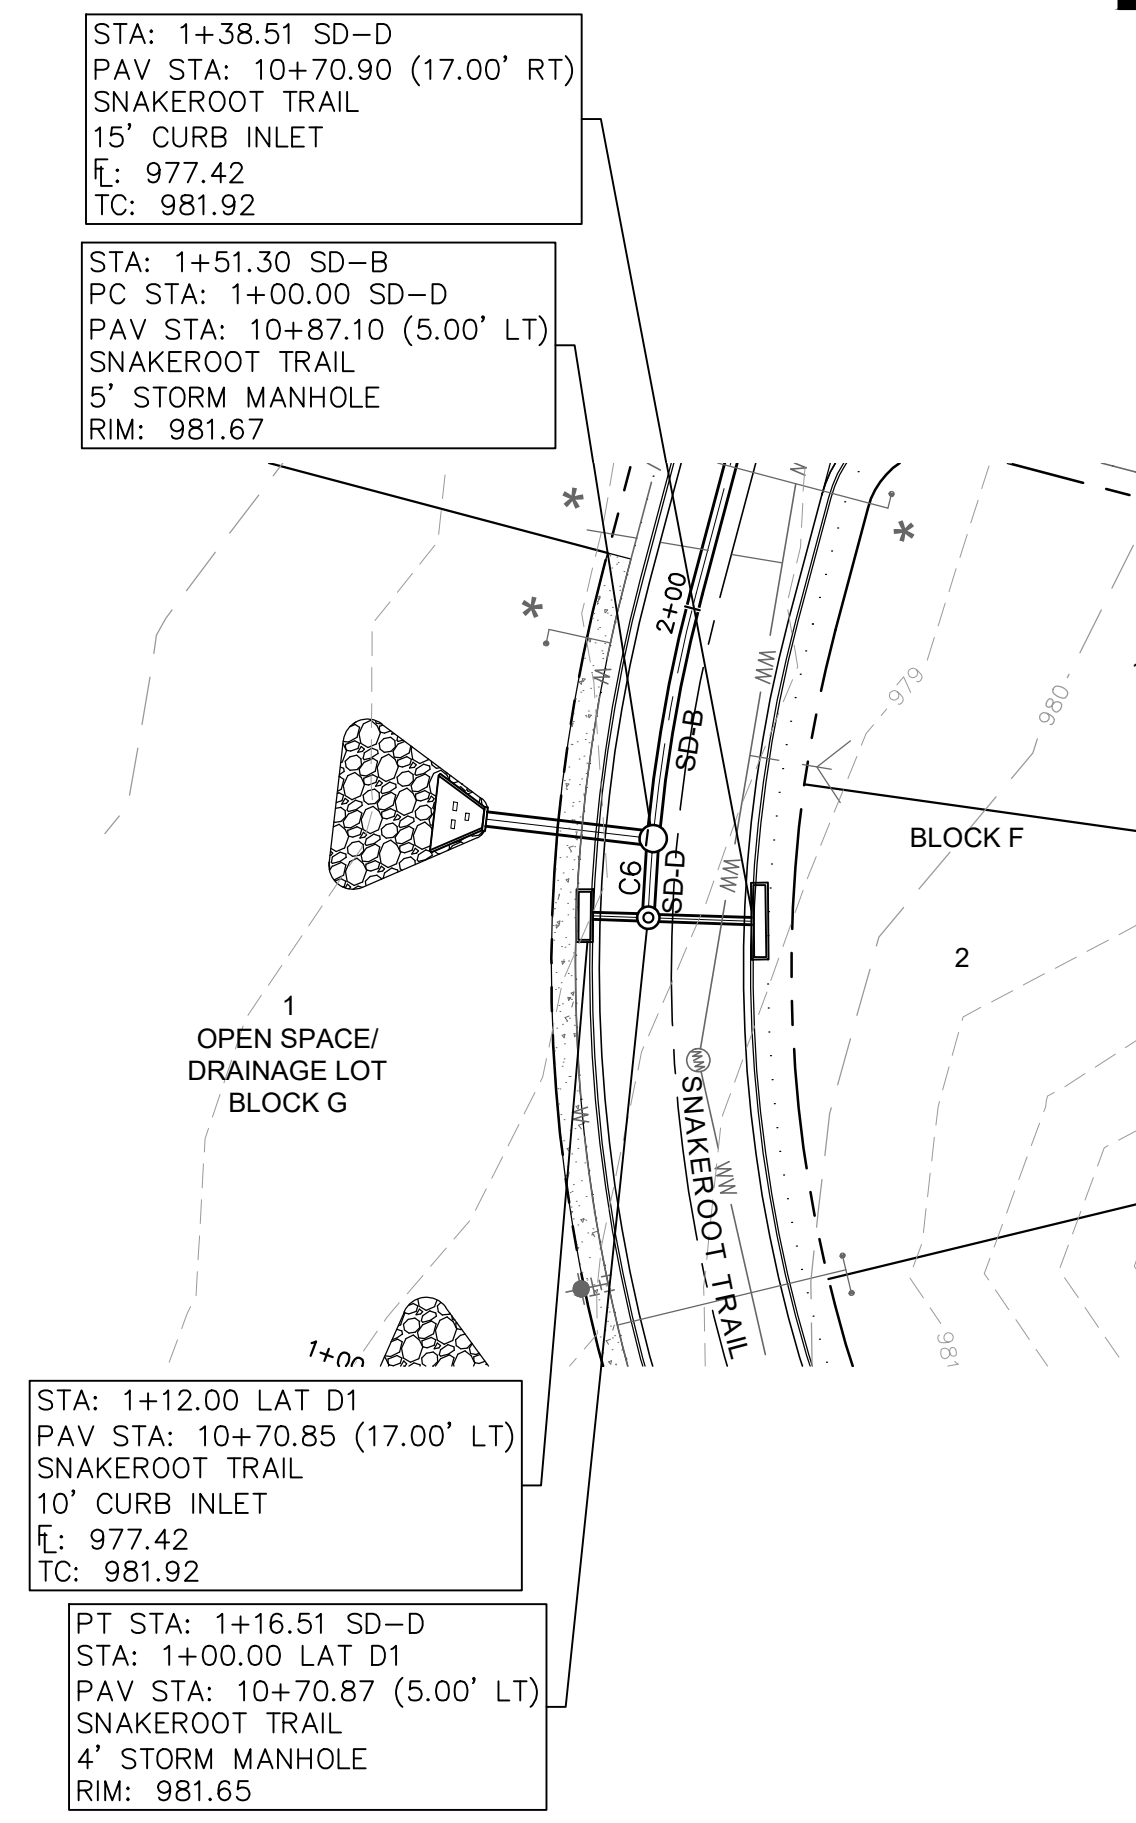 STA: 1+38.51 SD-D
PAV STA: 10+70.90 (17.00' RT)
SNAKEROOT TRAIL
15' CURB INLET
FL: 977.42
TC: 981.92
STA: 1+51.30 SD-B
PC STA: 1+00.00 SD-D
PAV STA: 10+87.10 (5.00' LT)
SNAKEROOT TRAIL
5' STORM MANHOLE
RIM: 981.67
*
*
*
W
W
W
2+00
WW
979
980
SD-B
BLOCK F
C6
SD-D
WW
2
1
OPEN SPACE/
DRAINAGE LOT
BLOCK G
WW
SNAKEROOT TRAIL
W
WW
981
1+00
STA: 1+12.00 LAT D1
PAV STA: 10+70.85 (17.00' LT)
SNAKEROOT TRAIL
10' CURB INLET
FL: 977.42
TC: 981.92
PT STA: 1+16.51 SD-D
STA: 1+00.00 LAT D1
PAV STA: 10+70.87 (5.00' LT)
SNAKEROOT TRAIL
4' STORM MANHOLE
RIM: 981.65